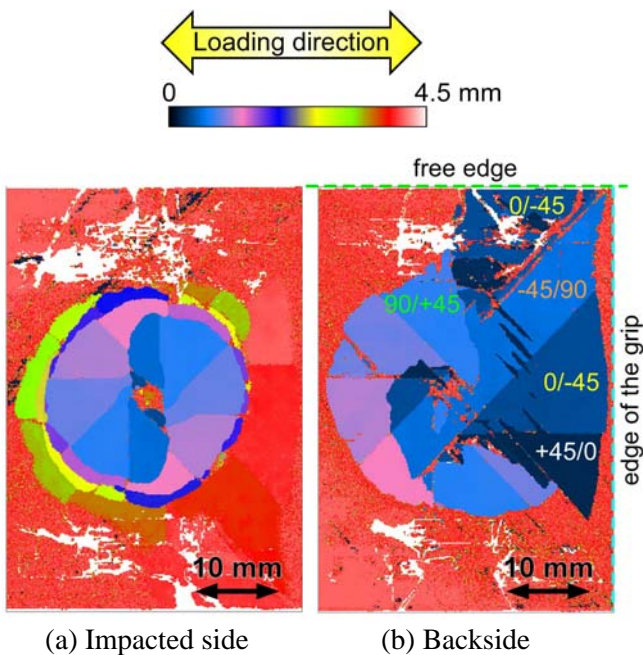 Loading direction
0 4.5 mm
free edge
0/-45
90/+45
-45/90
0/-45
+45/0
edge of the grip
10 mm 10 mm
(a) Impacted side (b) Backside